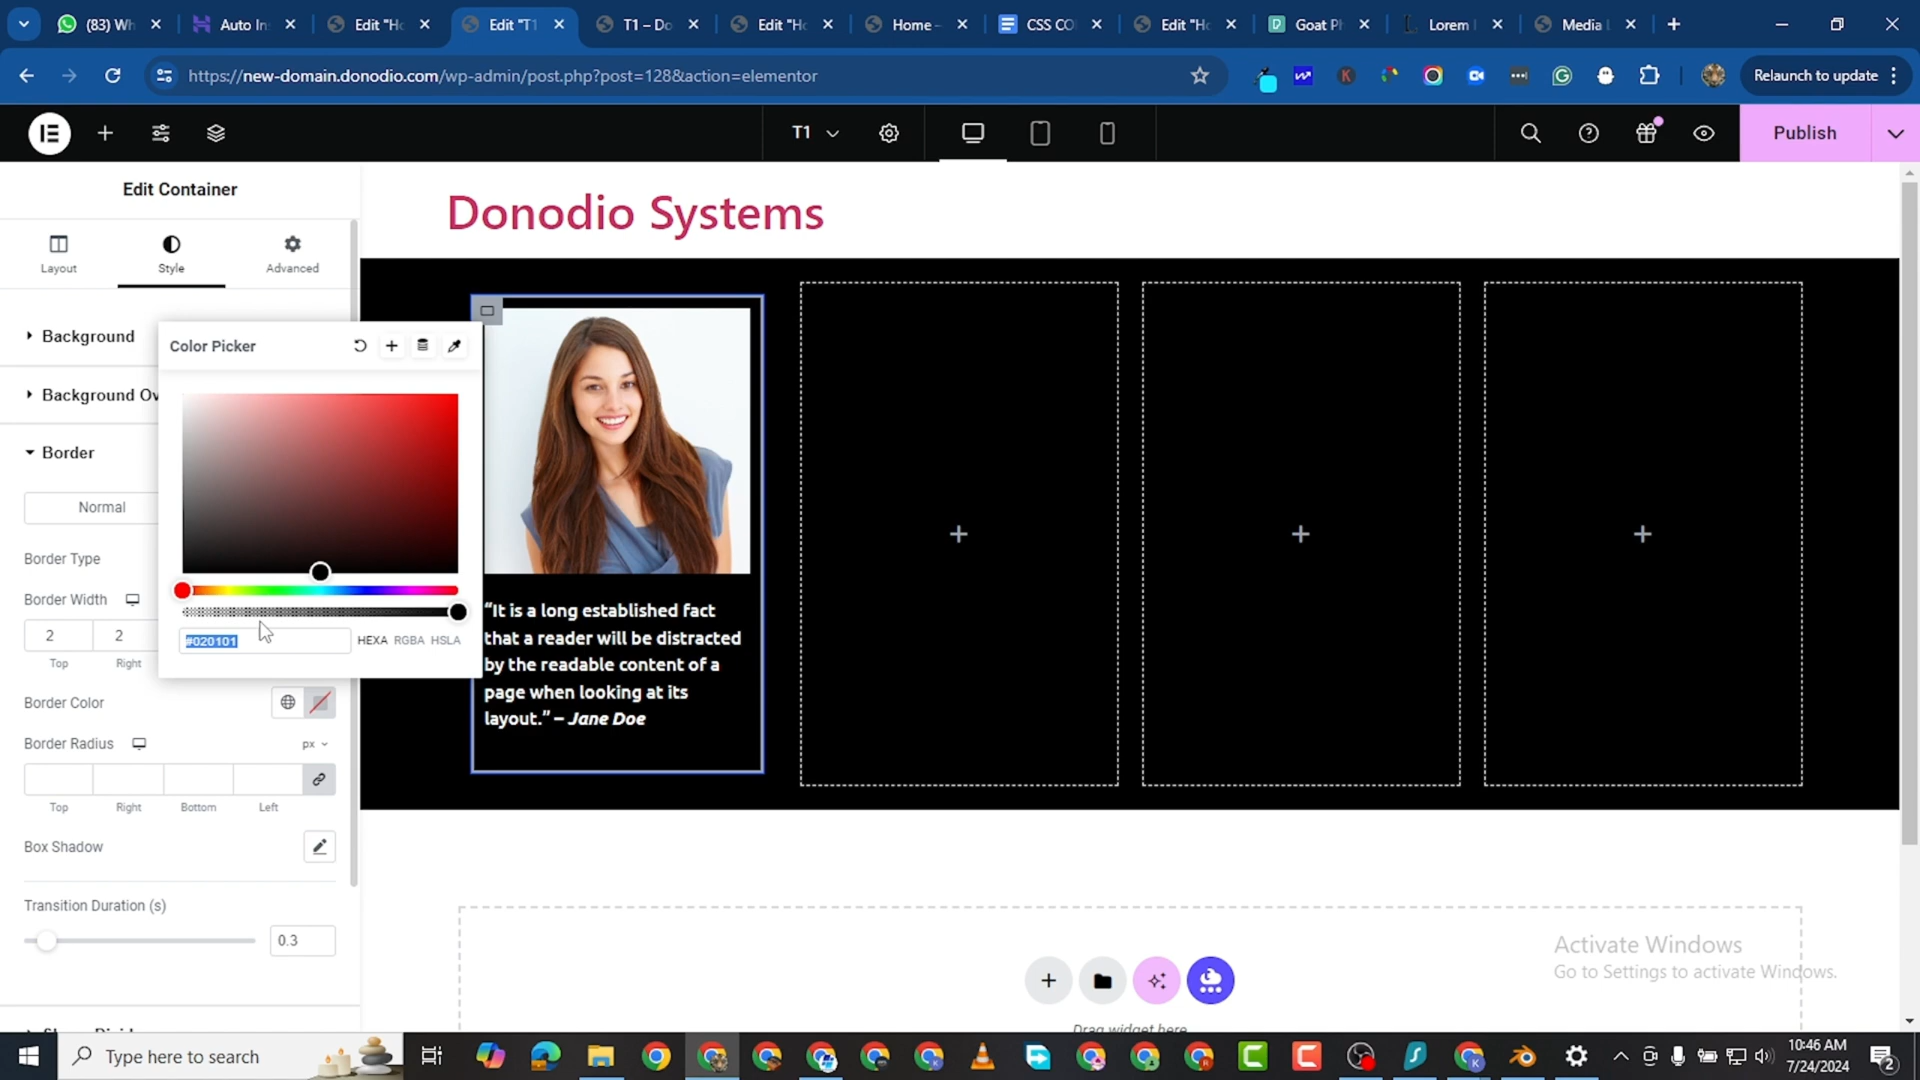 (83) Wh
Auto In
Edit "Ho
Edit "T1
T1 – Do
Edit "Ho
Home –
CSS CO
Edit "Ho
Goat Ph
Lorem I
Media L
https://new-domain.donodio.com/wp-admin/post.php?post=128&action=elementor
Relaunch to update
T1
Publish
Edit Container
Layout
Style
Advanced
Donodio Systems
Background
Color Picker
Background Ov
Border
Normal
Border Type
Border Width
2
2
Top
Right
#020101
HEXA RGBA HSLA
“It is a long established fact
that a reader will be distracted
by the readable content of a
page when looking at its
layout.” – Jane Doe
Border Color
Border Radius
px
Top
Right
Bottom
Left
Box Shadow
Transition Duration (s)
0.3
Activate Windows
Go to Settings to activate Windows.
Drag widget here
Type here to search
10:46 AM
7/24/2024
2